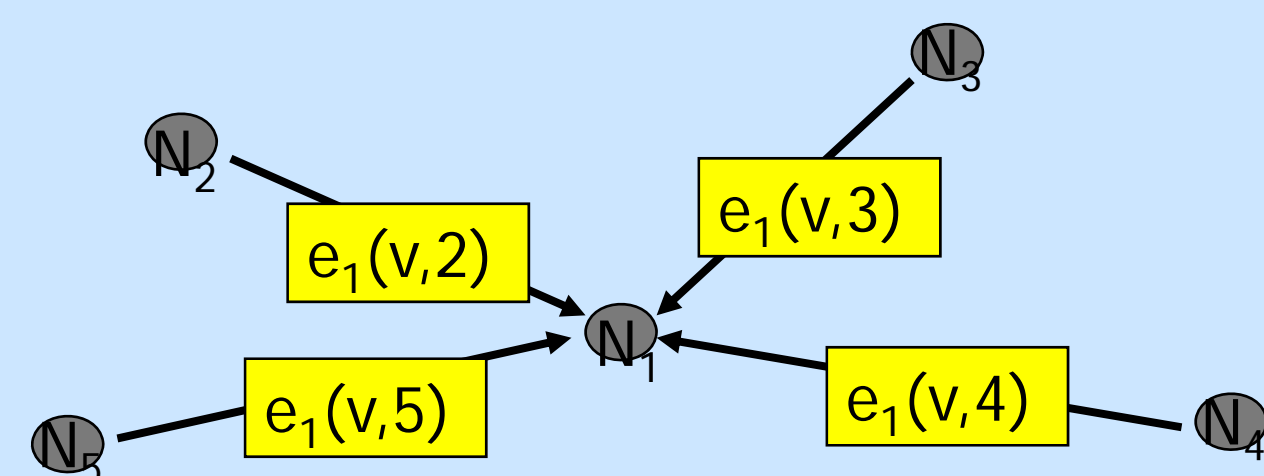 N₃
N₂
e₁(v,3)
e₁(v,2)
N₁
e₁(v,4)
e₁(v,5)
N₄
N₅